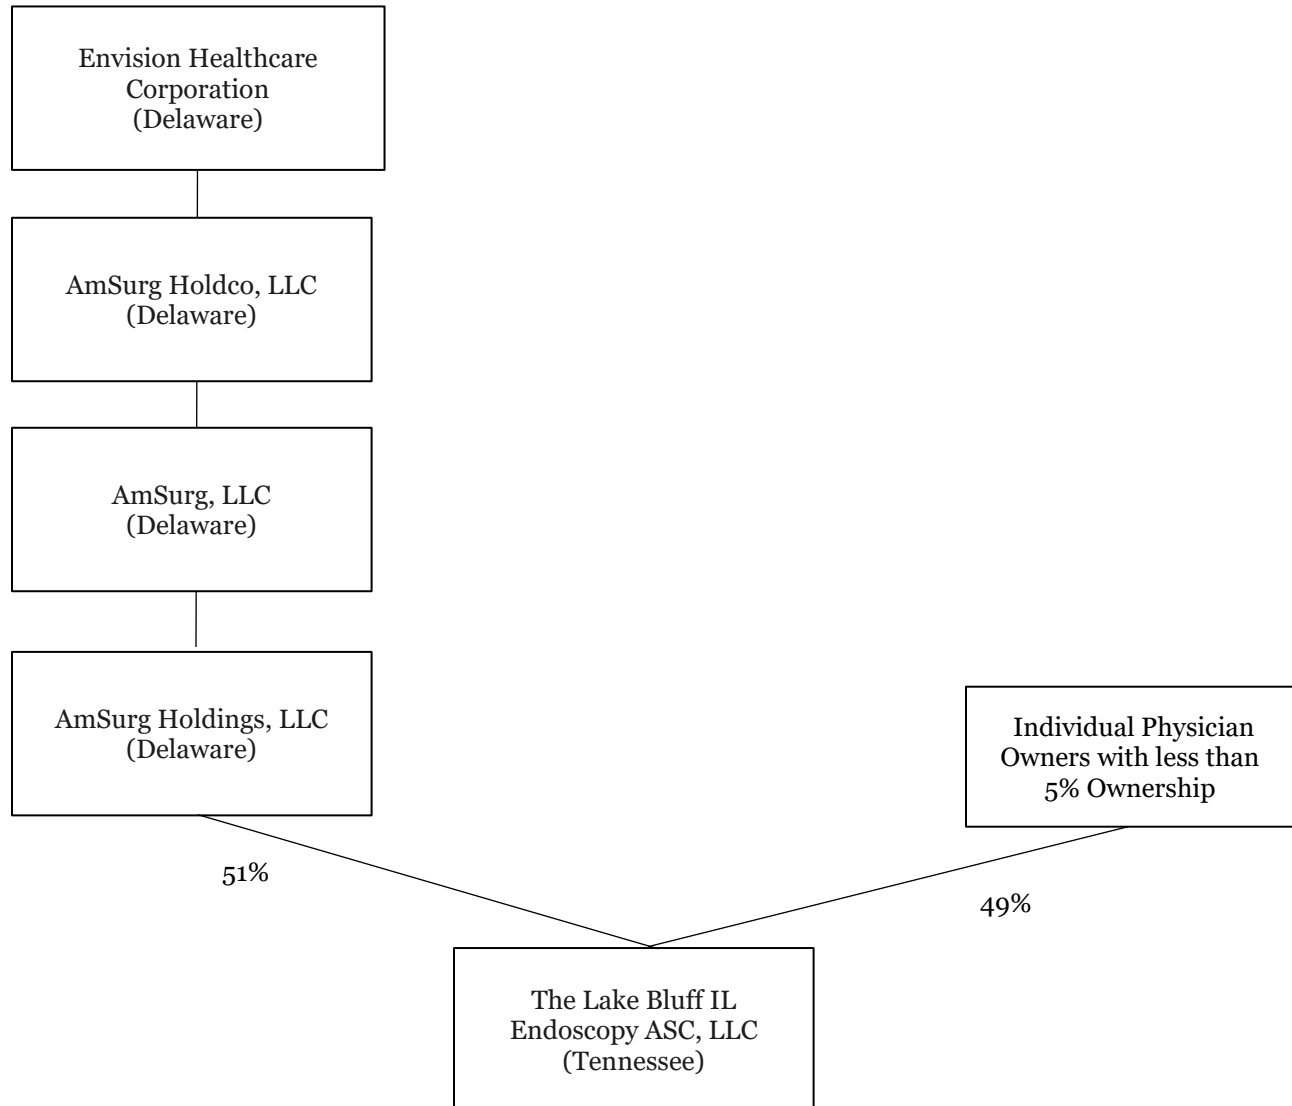 Envision Healthcare
Corporation
(Delaware)
AmSurg Holdco, LLC
(Delaware)
AmSurg, LLC
(Delaware)
AmSurg Holdings, LLC
(Delaware)
Individual Physician
Owners with less than
5% Ownership
51%
49%
The Lake Bluff IL
Endoscopy ASC, LLC
(Tennessee)